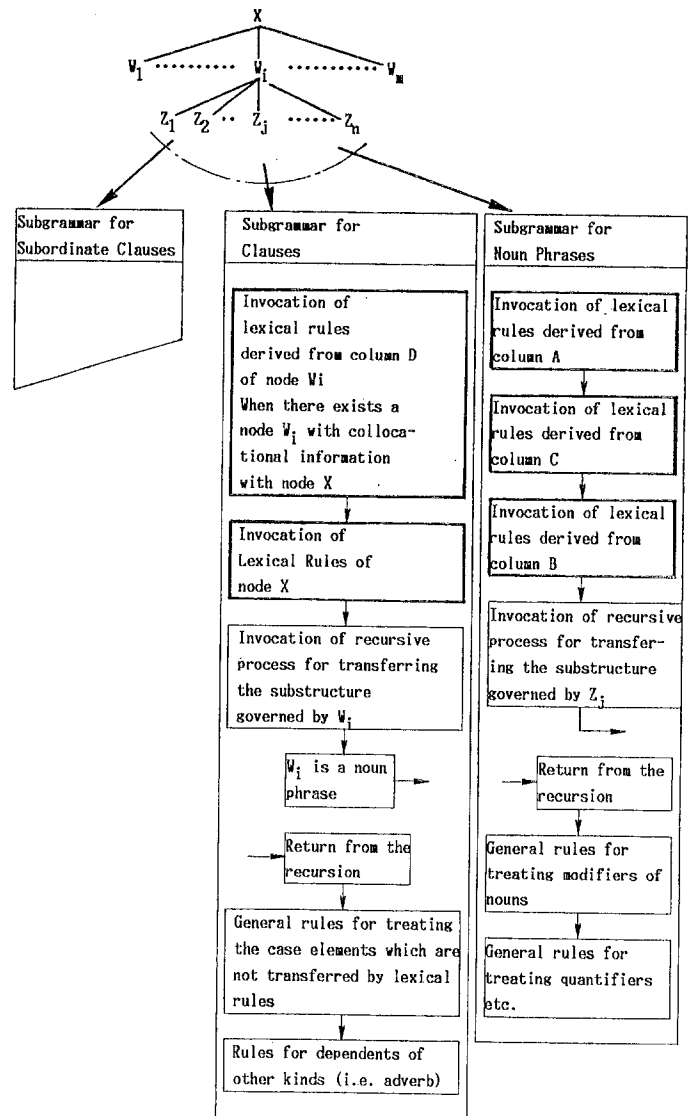 X
W1 ........ Wi ........ Wm
Z1 Z2 .. Zj ...... Zn
Subgrammar for
Subordinate Clauses
Subgrammar for
Clauses
Invocation of
lexical rules
derived from column D
of node Wi
When there exists a
node Wi with colloca-
tional information
with node X
Invocation of
Lexical Rules of
node X
Invocation of recursive
process for transferring
the substructure
governed by Wi
Wi is a noun
phrase
Return from the
recursion
General rules for treating
the case elements which are
not transferred by lexical
rules
Rules for dependents of
other kinds (i.e. adverb)
Subgrammar for
Noun Phrases
Invocation of lexical
rules derived from
column A
Invocation of lexical
rules derived from
column C
Invocation of lexical
rules derived from
column B
Invocation of recursive
process for transfer-
ing the substructure
governed by Zj
Return from the
recursion
General rules for
treating modifiers of
nouns
General rules for
treating quantifiers
etc.